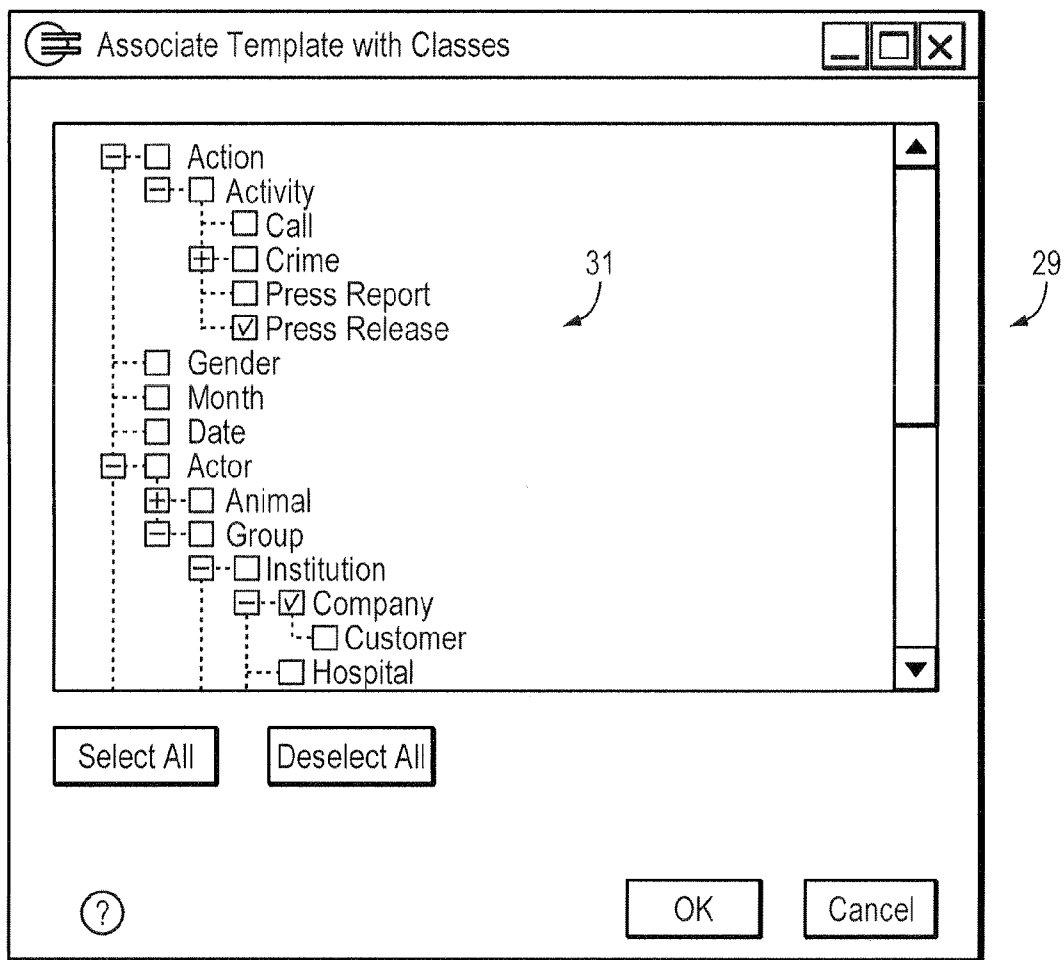 Associate Template with Classes
Action
Activity
Call
Crime
31
29
Press Report
Press Release
Gender
Month
Date
Actor
Animal
Group
Institution
Company
Customer
Hospital
Select All
Deselect All
?
OK
Cancel